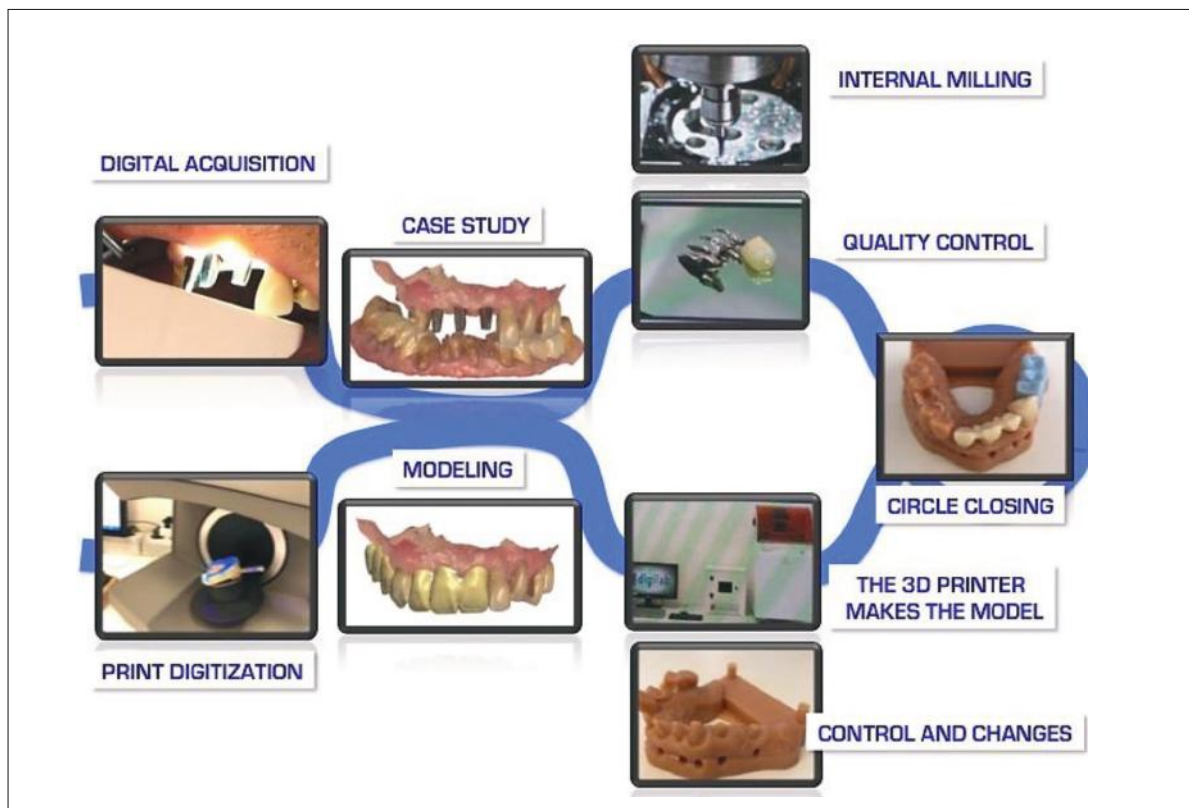 INTERNAL MILLING
DIGITAL ACQUISITION
CASE STUDY
QUALITY CONTROL
MODELING
CIRCLE CLOSING
digilab
THE 3D PRINTER
MAKES THE MODEL
PRINT DIGITIZATION
CONTROL AND CHANGES